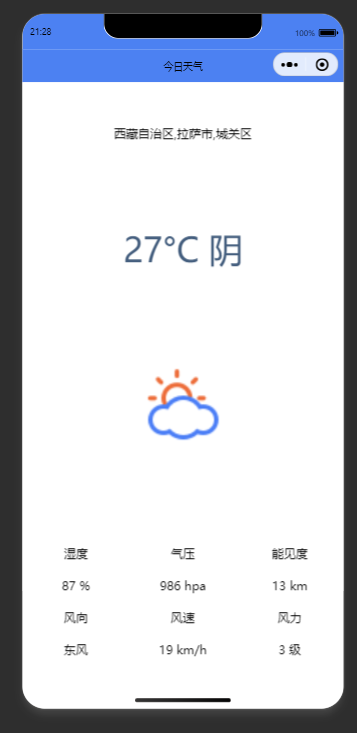 21:28
100%
今日天气
西藏自治区,拉萨市,城关区
27°C 阴
湿度 气压 能见度
87 % 986 hpa 13 km
风向 风速 风力
东风 19 km/h 3 级